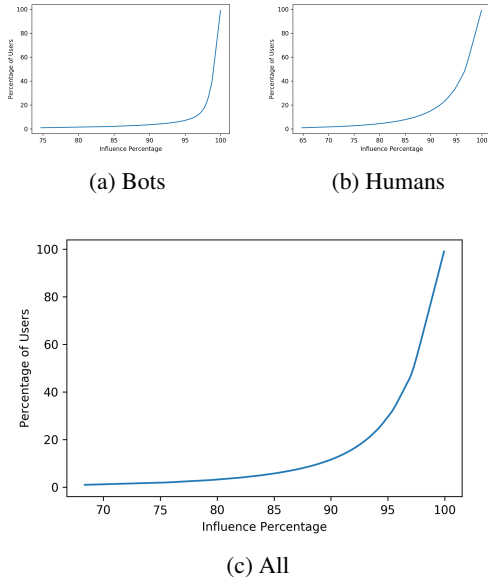 100
80
60
40
20
0
Percentage of Users
75 80 85 90 95 100
Influence Percentage
(a) Bots
100
80
60
40
20
0
Percentage of Users
65 70 75 80 85 90 95 100
Influence Percentage
(b) Humans
100
80
60
40
20
0
Percentage of Users
70 75 80 85 90 95 100
Influence Percentage
(c) All